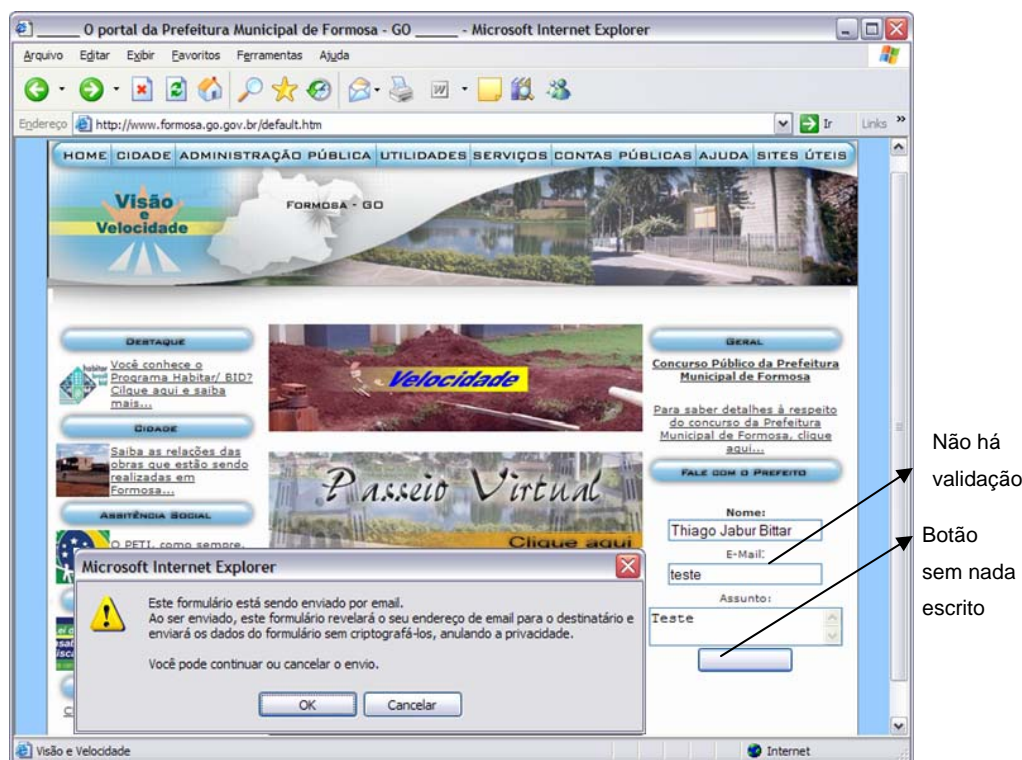 _____ O portal da Prefeitura Municipal de Formosa - GO _____ - Microsoft Internet Explorer
Arquivo Editar Exibir Favoritos Ferramentas Ajuda
Endereço http://www.formosa.go.gov.br/default.htm Ir Links »
HOME CIDADE ADMINISTRAÇÃO PÚBLICA UTILIDADES SERVIÇOS CONTAS PÚBLICAS AJUDA SITES ÚTEIS
Visão
e
Velocidade
FORMOSA - GO
DESTAQUE
habitar
Você conhece o
Programa Habitar/ BID?
Cilque aqui e saiba
mais...
CIDADE
Saiba as relações das
obras que estão sendo
realizadas em
Formosa...
ASSITÊNCIA SOCIAL
O PETI, como sempre,
Velocidade
Passeio Virtual
Clique aqui
GERAL
Concurso Público da Prefeitura
Municipal de Formosa
Para saber detalhes à respeito
do concurso da Prefeitura
Municipal de Formosa, clique
aqui...
FALE COM O PREFEITO
Nome:
Thiago Jabur Bittar
E-Mail:
teste
Assunto:
Teste
Microsoft Internet Explorer
Este formulário está sendo enviado por email.
Ao ser enviado, este formulário revelará o seu endereço de email para o destinatário e
enviará os dados do formulário sem criptografá-los, anulando a privacidade.
Você pode continuar ou cancelar o envio.
OK Cancelar
Visão e Velocidade Internet
Não há
validação
Botão
sem nada
escrito